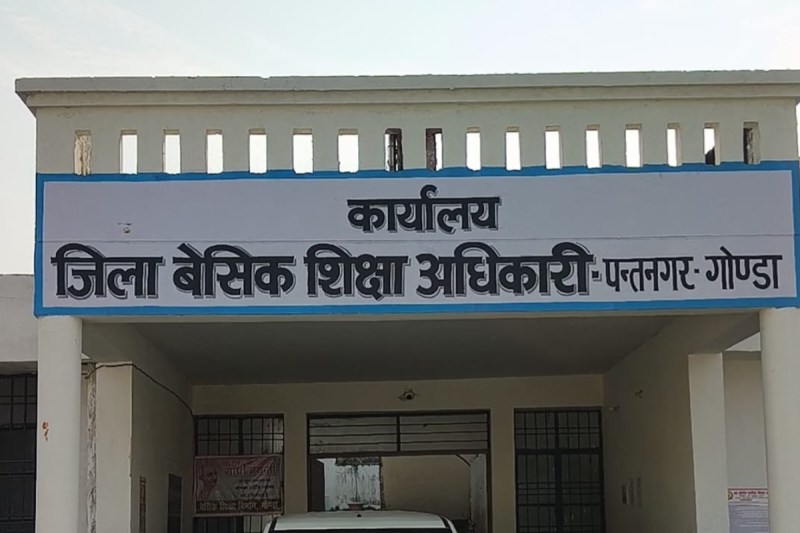 कार्यालय
जिला बेसिक शिक्षा अधिकारी - पन्तनगर - गोण्डा